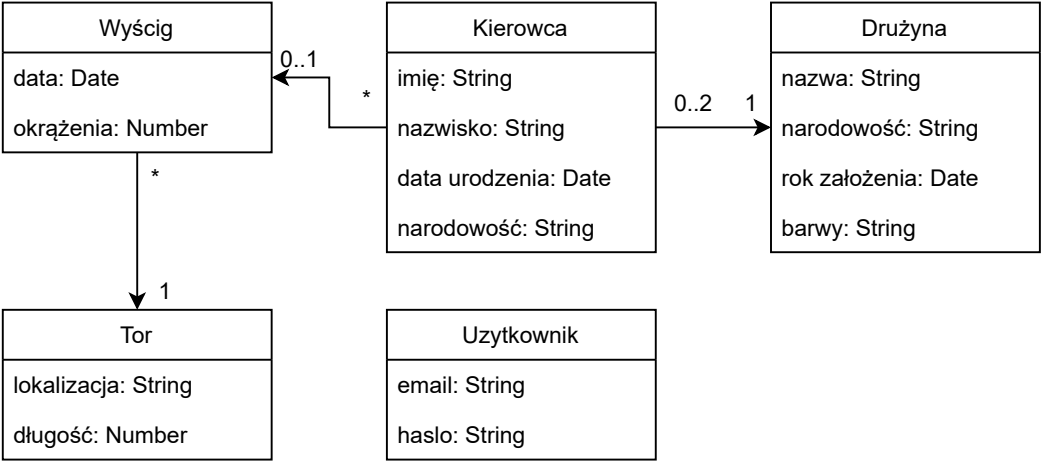 Wyścig
data: Date
okrążenia: Number
0..1
*
Kierowca
imię: String
nazwisko: String
data urodzenia: Date
narodowość: String
0..2
1
Drużyna
nazwa: String
narodowość: String
rok założenia: Date
barwy: String
*
1
Tor
lokalizacja: String
długość: Number
Uzytkownik
email: String
haslo: String